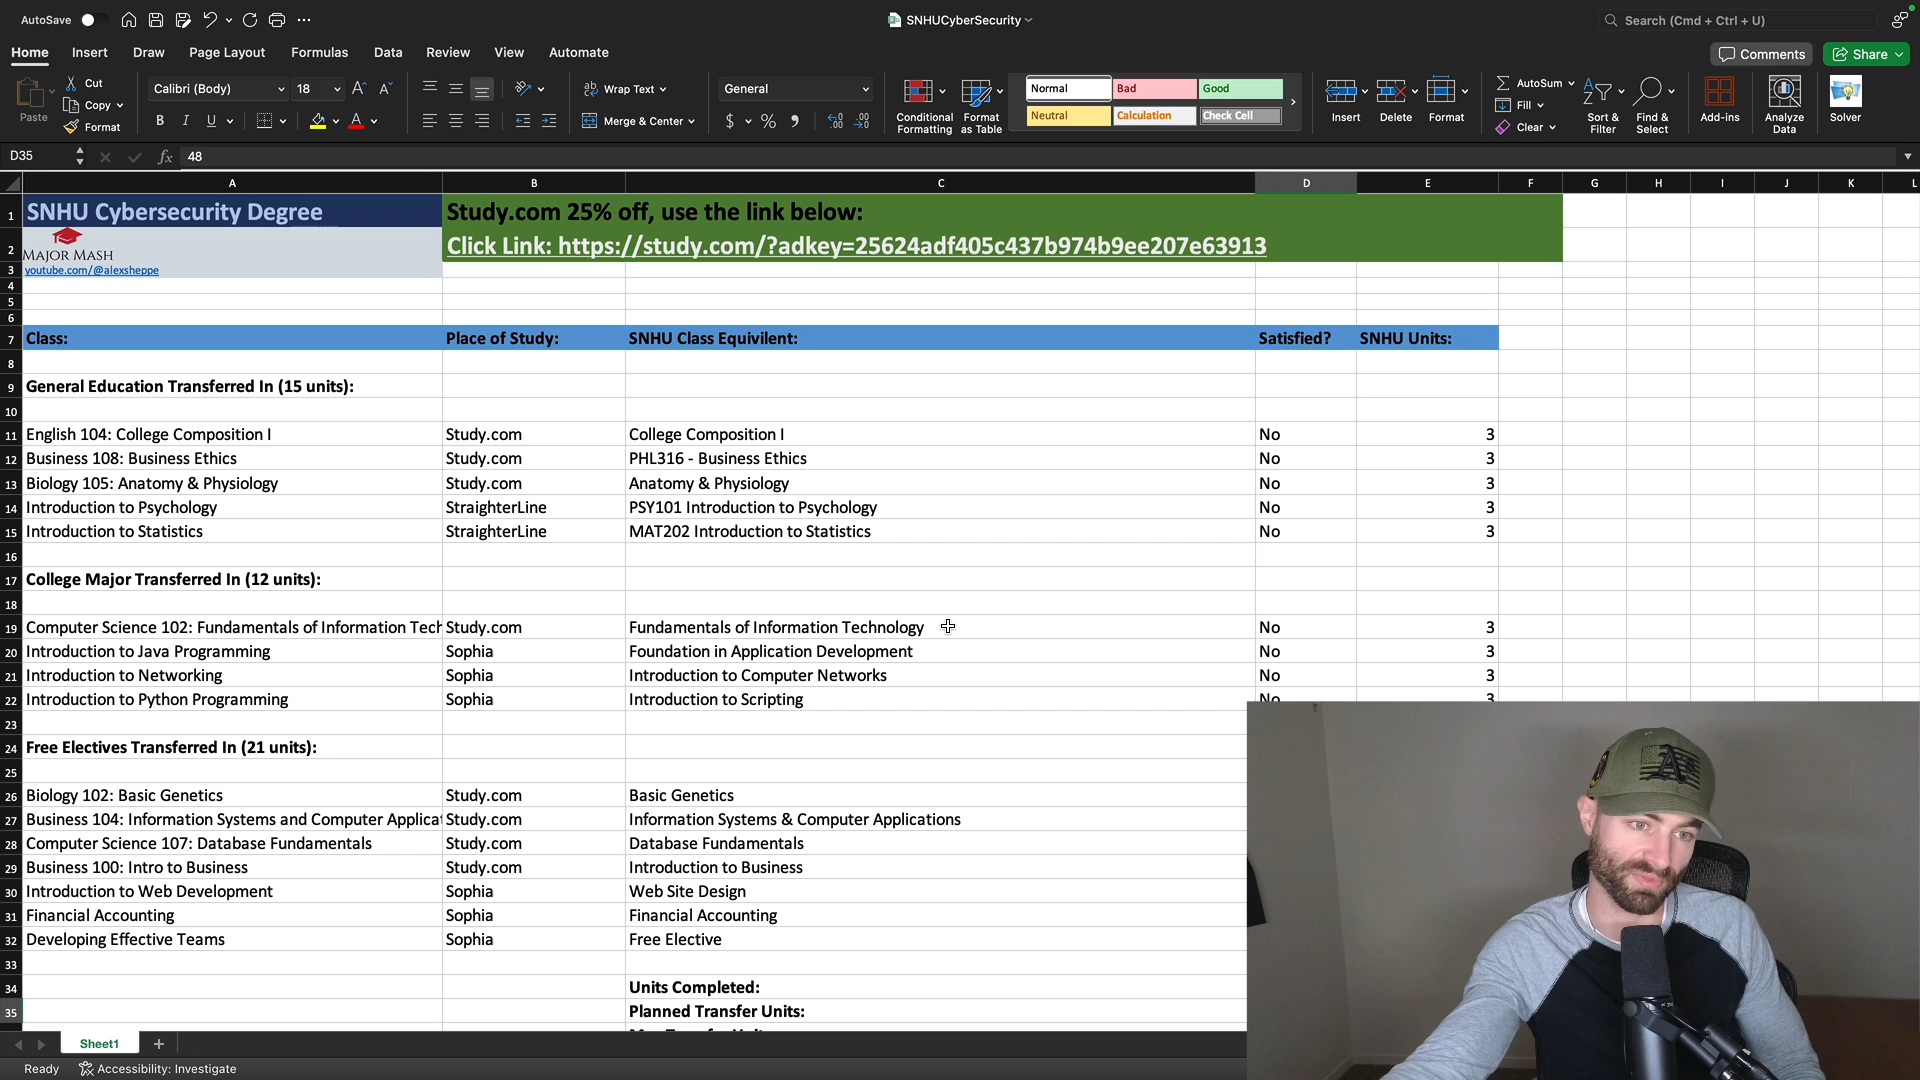 AutoSave
SNHUCyberSecurity
Search (Cmd + Ctrl + U)
Home Insert Draw Page Layout Formulas Data Review View Automate
Comments Share
Paste
Cut
Copy
Format
Calibri (Body) 18
B I U
Wrap Text
Merge & Center
General
$ %
Conditional Formatting
Format as Table
Normal Bad Good
Neutral Calculation Check Cell
Insert Delete Format
AutoSum
Fill
Clear
Sort & Filter
Find & Select
Add-ins
Analyze Data
Solver
D35 fx 48
A B C D E F G H I J K L
1 SNHU Cybersecurity Degree Study.com 25% off, use the link below:
2 MAJOR MASH Click Link: https://study.com/?adkey=25624adf405c437b974b9ee207e63913
3 youtube.com/@alexsheppe
4
5
6
7 Class: Place of Study: SNHU Class Equivilent: Satisfied? SNHU Units:
8
9 General Education Transferred In (15 units):
10
11 English 104: College Composition I Study.com College Composition I No 3
12 Business 108: Business Ethics Study.com PHL316 - Business Ethics No 3
13 Biology 105: Anatomy & Physiology Study.com Anatomy & Physiology No 3
14 Introduction to Psychology StraighterLine PSY101 Introduction to Psychology No 3
15 Introduction to Statistics StraighterLine MAT202 Introduction to Statistics No 3
16
17 College Major Transferred In (12 units):
18
19 Computer Science 102: Fundamentals of Information Tech Study.com Fundamentals of Information Technology No 3
20 Introduction to Java Programming Sophia Foundation in Application Development No 3
21 Introduction to Networking Sophia Introduction to Computer Networks No 3
22 Introduction to Python Programming Sophia Introduction to Scripting No 3
23
24 Free Electives Transferred In (21 units):
25
26 Biology 102: Basic Genetics Study.com Basic Genetics
27 Business 104: Information Systems and Computer Applicat Study.com Information Systems & Computer Applications
28 Computer Science 107: Database Fundamentals Study.com Database Fundamentals
29 Business 100: Intro to Business Study.com Introduction to Business
30 Introduction to Web Development Sophia Web Site Design
31 Financial Accounting Sophia Financial Accounting
32 Developing Effective Teams Sophia Free Elective
33
34 Units Completed:
35 Planned Transfer Units:
Sheet1
Ready Accessibility: Investigate